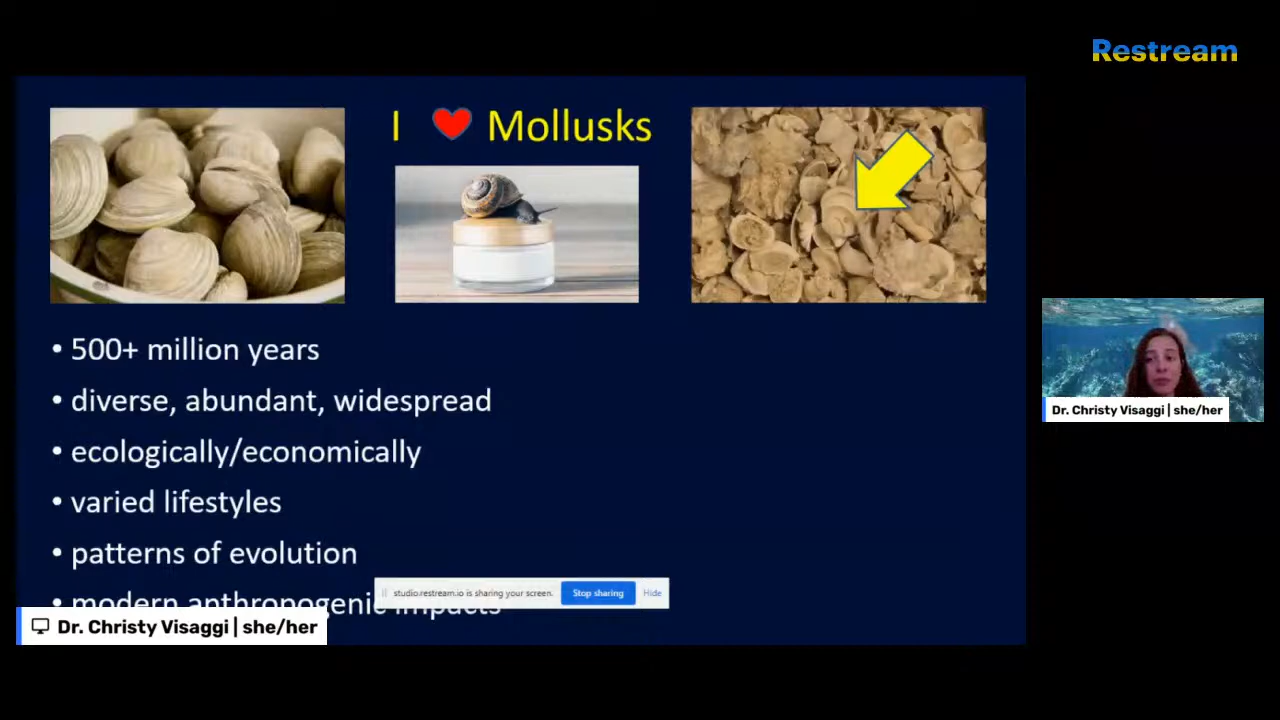 Restream
I ❤ Mollusks
• 500+ million years
• diverse, abundant, widespread
• ecologically/economically
• varied lifestyles
• patterns of evolution
• modern anthropogenic impacts
studio.restream.io is sharing your screen.
Stop sharing
Hide
Dr. Christy Visaggi | she/her
Dr. Christy Visaggi | she/her